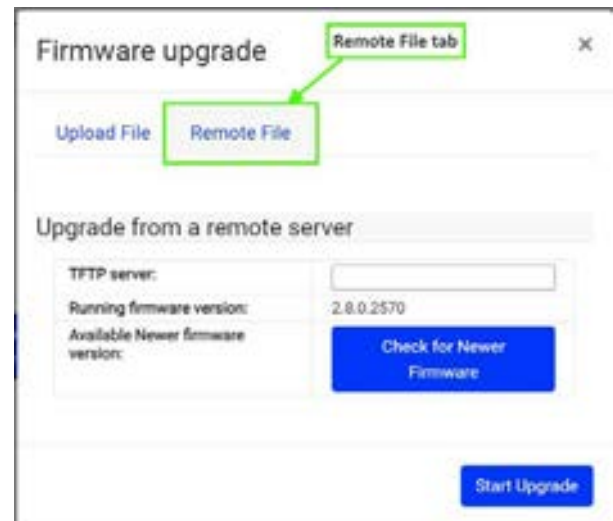 Firmware upgrade
Remote File tab
×
Upload File
Remote File
Upgrade from a remote server
TFTP server:
Running firmware version:
2.8.0.2570
Available Newer firmware
version:
Check for Newer
Firmware
Start Upgrade